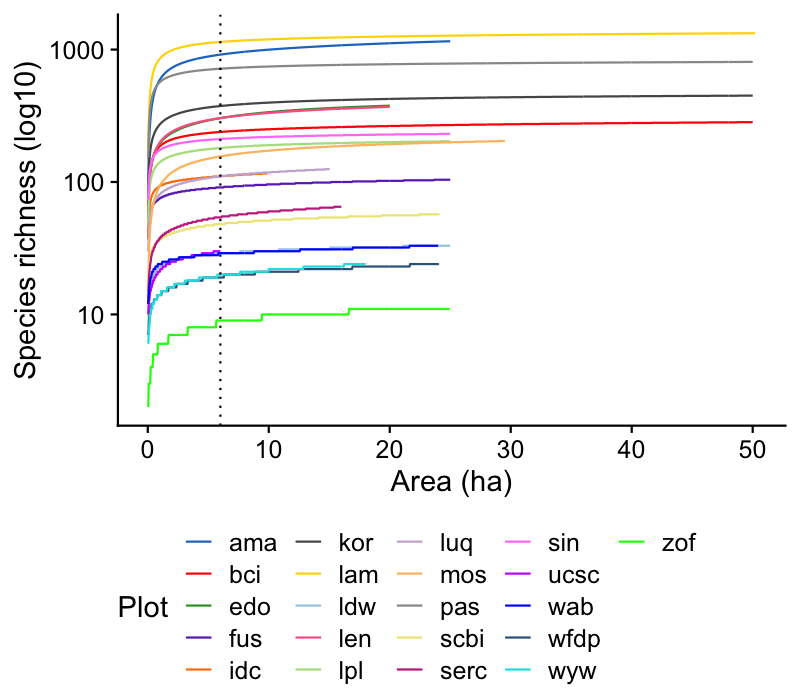 Species richness (log10)
1000
100
10
0 10 20 30 40 50
Area (ha)
Plot
ama kor luq sin zof
bci lam mos ucsc
edo ldw pas wab
fus len scbi wfdp
idc lpl serc wyw